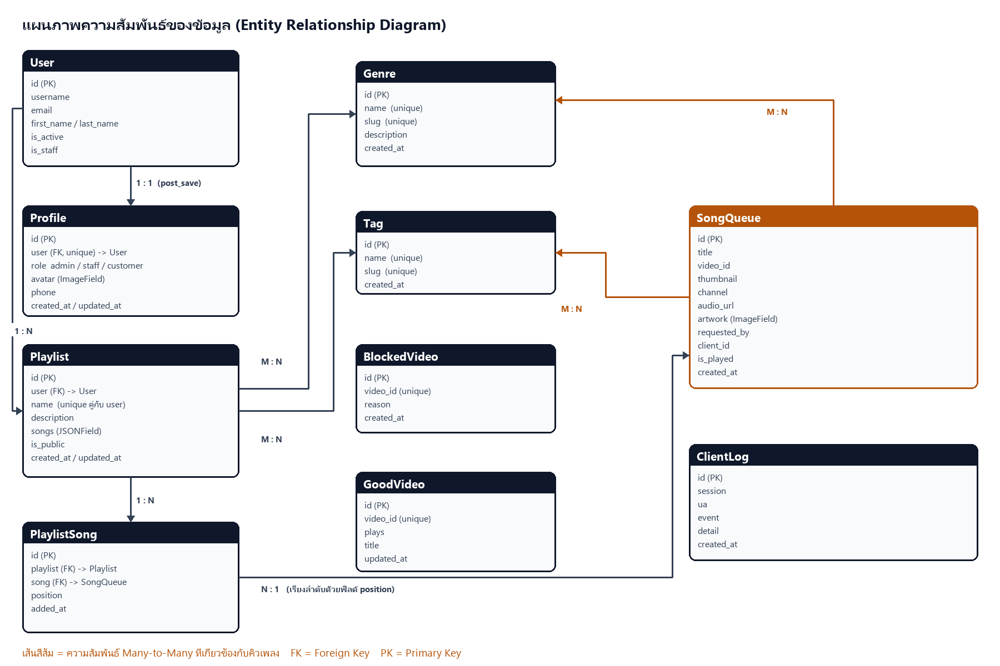 แผนภาพความสัมพันธ์ของข้อมูล (Entity Relationship Diagram)
User
id (PK)
username
email
first_name / last_name
is_active
is_staff
1 : 1  (post_save)
Profile
id (PK)
user (FK, unique) -> User
role  admin / staff / customer
avatar (ImageField)
phone
created_at / updated_at
1 : N
Playlist
id (PK)
user (FK) -> User
name  (unique คู่กับ user)
description
songs (JSONField)
is_public
created_at / updated_at
1 : N
PlaylistSong
id (PK)
playlist (FK) -> Playlist
song (FK) -> SongQueue
position
added_at
M : N
M : N
N : 1   (เรียงลำดับด้วยฟิลด์ position)
Genre
id (PK)
name  (unique)
slug  (unique)
description
created_at
Tag
id (PK)
name  (unique)
slug  (unique)
created_at
BlockedVideo
id (PK)
video_id (unique)
reason
created_at
GoodVideo
id (PK)
video_id (unique)
plays
title
updated_at
M : N
M : N
SongQueue
id (PK)
title
video_id
thumbnail
channel
audio_url
artwork (ImageField)
requested_by
client_id
is_played
created_at
ClientLog
id (PK)
session
ua
event
detail
created_at
เส้นสีส้ม = ความสัมพันธ์ Many-to-Many ที่เกี่ยวข้องกับคิวเพลง    FK = Foreign Key    PK = Primary Key